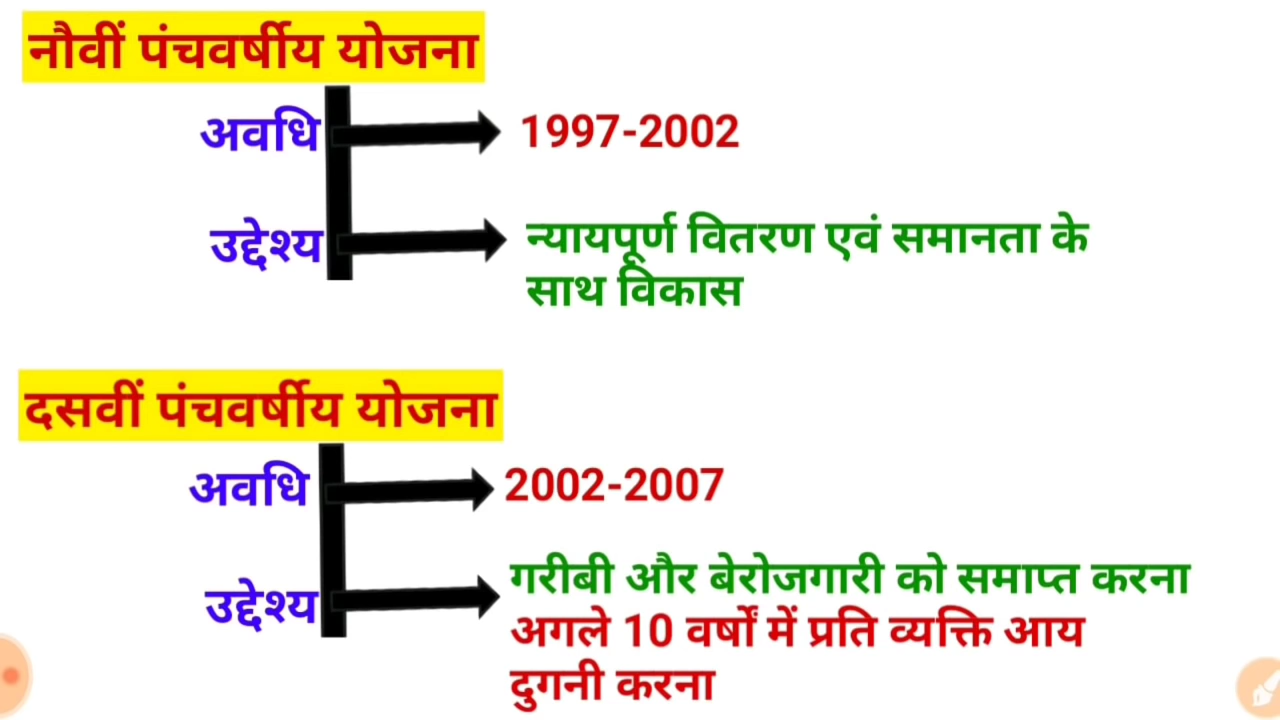 नौवीं पंचवर्षीय योजना
अवधि 1997-2002
उद्देश्य न्यायपूर्ण वितरण एवं समानता के
साथ विकास
दसवीं पंचवर्षीय योजना
अवधि 2002-2007
उद्देश्य गरीबी और बेरोजगारी को समाप्त करना
अगले 10 वर्षों में प्रति व्यक्ति आय
दुगनी करना